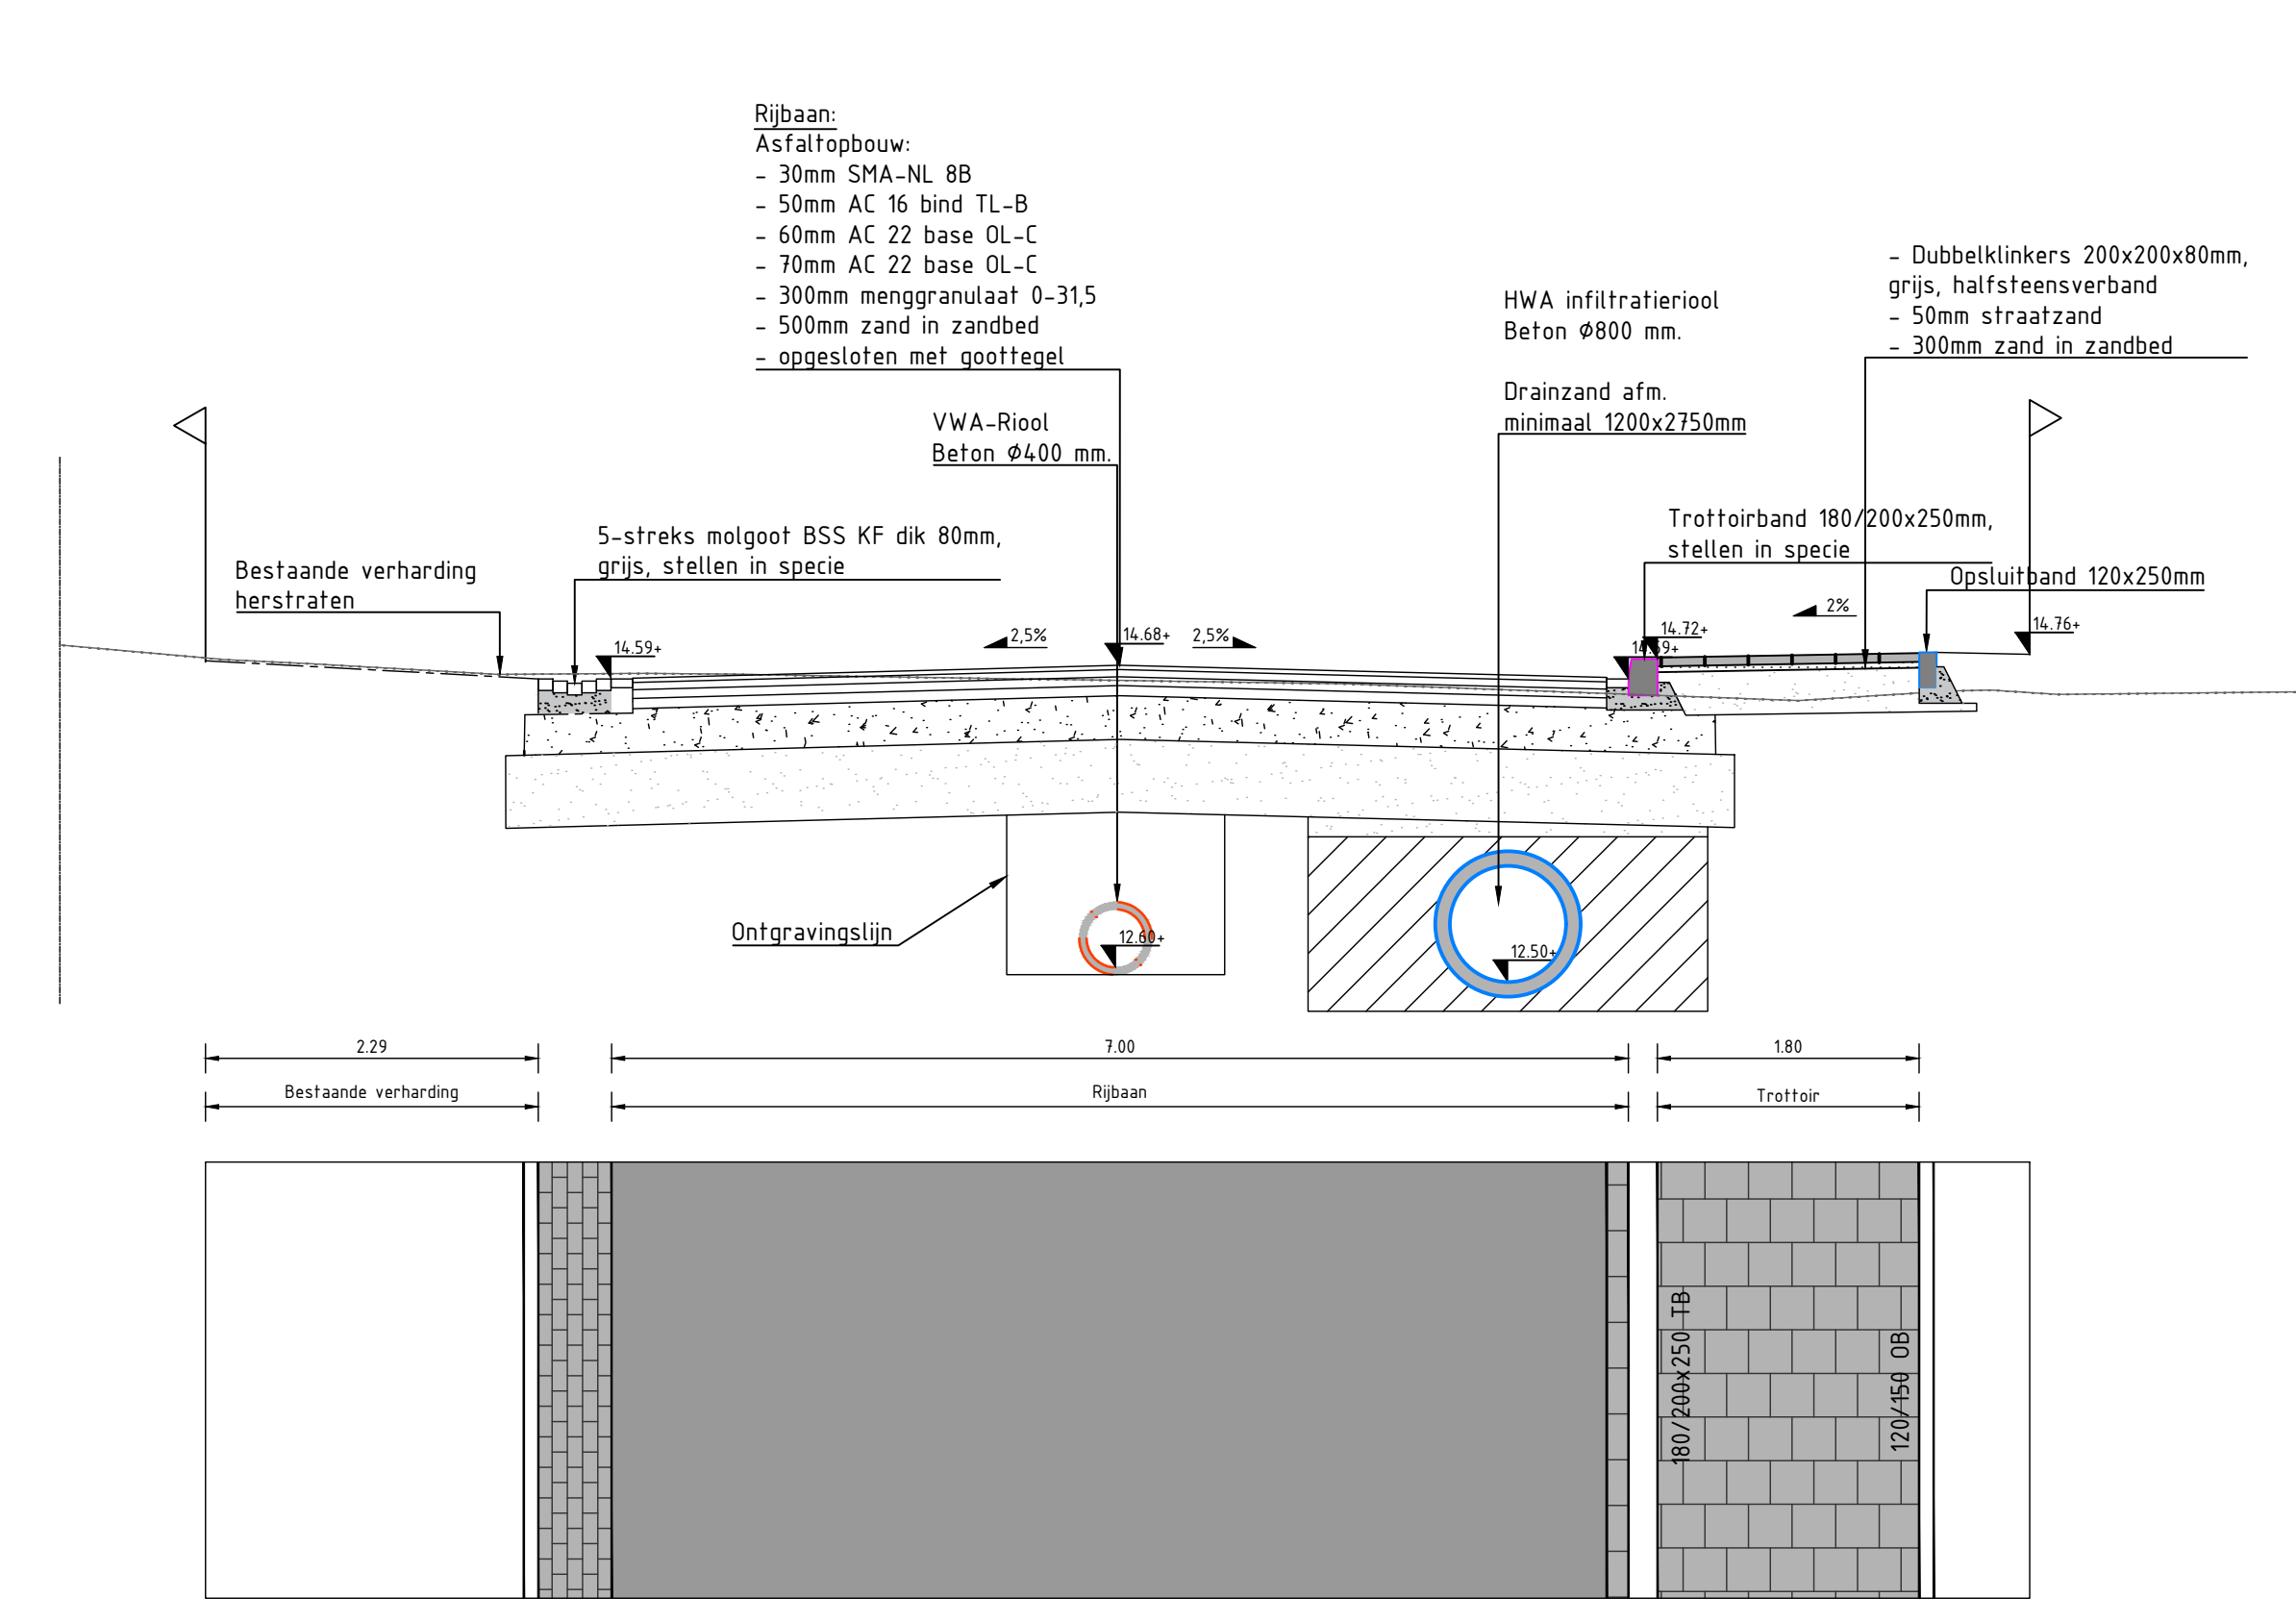 Rijbaan:
Asfaltopbouw:
- 30mm SMA-NL 8B
- 50mm AC 16 bind TL-B
- 60mm AC 22 base OL-C
- 70mm AC 22 base OL-C
- 300mm menggranulaat 0-31,5
- 500mm zand in zandbed
- opgesloten met goottegel
- Dubbelklinkers 200x200x80mm,
grijs, halfsteensverband
- 50mm straatzand
- 300mm zand in zandbed
HWA infiltratieriool
Beton Ø800 mm.
Drainzand afm.
minimaal 1200x2750mm
VWA-Riool
Beton Ø400 mm.
5-streks molgoot BSS KF dik 80mm,
grijs, stellen in specie
Trottoirband 180/200x250mm,
stellen in specie
Bestaande verharding
herstraten
Opsluitband 120x250mm
2%
14.59+
2,5%
14.68+
2,5%
14.72+
14.59+
14.76+
Ontgravingslijn
12.60+
12.50+
2.29
7.00
1.80
Bestaande verharding
Rijbaan
Trottoir
180/200x250 TB
120/150 OB